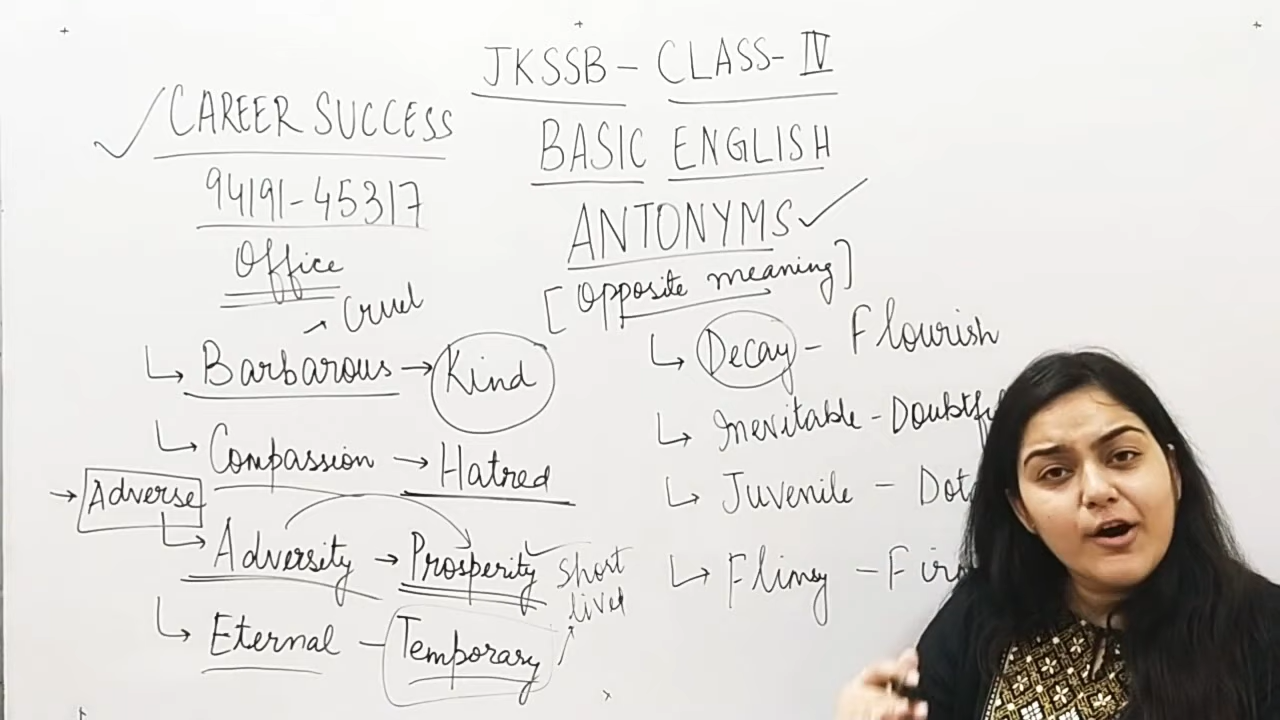 JKSSB - CLASS-IV
CAREER SUCCESS
94191-45317
Office
BASIC ENGLISH
ANTONYMS
[Opposite meaning]
Cruel
Barbarous → Kind
Compassion → Hatred
Adverse
Adversity → Prosperity
short
lived
Eternal - Temporary
Decay - Flourish
Inevitable - Doubtful
Juvenile -
Flimsy -